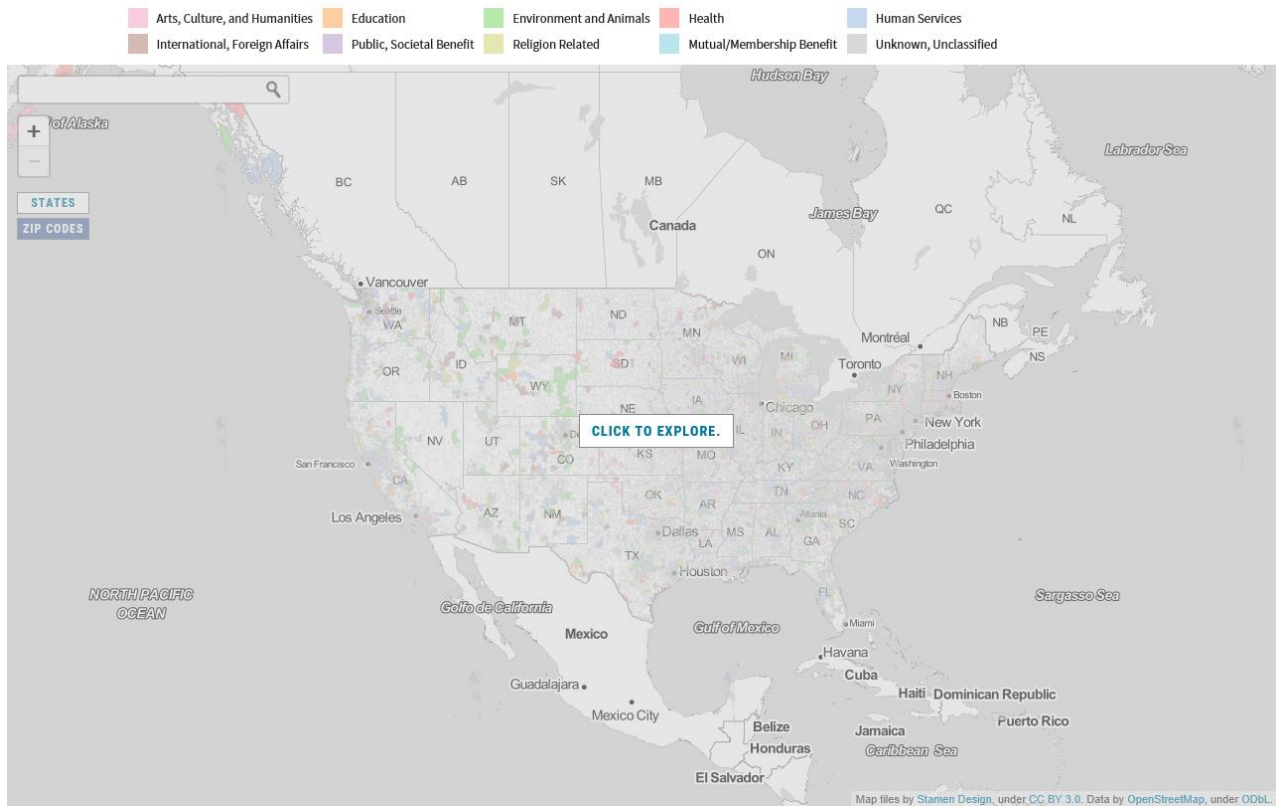 Arts, Culture, and Humanities Education Environment and Animals Health Human Services
International, Foreign Affairs Public, Societal Benefit Religion Related Mutual/Membership Benefit Unknown, Unclassified
Hudson Bay
+
of Alaska
Labrador Sea
−
BC AB SK MB
STATES
James Bay QC
NL
Canada
ZIP CODES
ON
Vancouver
Seattle
WA MT ND
NB
PE
MN
Montréal
NS
WI MI
Toronto
OR ID SD
NH
WY
NY
Boston
IA
NE
Chicago
PA
New York
CLICK TO EXPLORE.
IL IN OH
NV UT
Philadelphia
CO KS MO
San Francisco
KY VA
Washington
CA
TN NC
OK AR
AZ NM
Los Angeles
Atlanta
SC
Dallas
MS AL
GA
LA
TX
Houston
FL
NORTH PACIFIC
OCEAN
Sargasso Sea
Golfo de California
Miami
Gulf of Mexico
Mexico
Havana
Cuba
Guadalajara
Haiti Dominican Republic
Mexico City
Puerto Rico
Belize
Jamaica
Honduras
Caribbean Sea
El Salvador
Map tiles by Stamen Design, under CC BY 3.0. Data by OpenStreetMap, under ODbL.